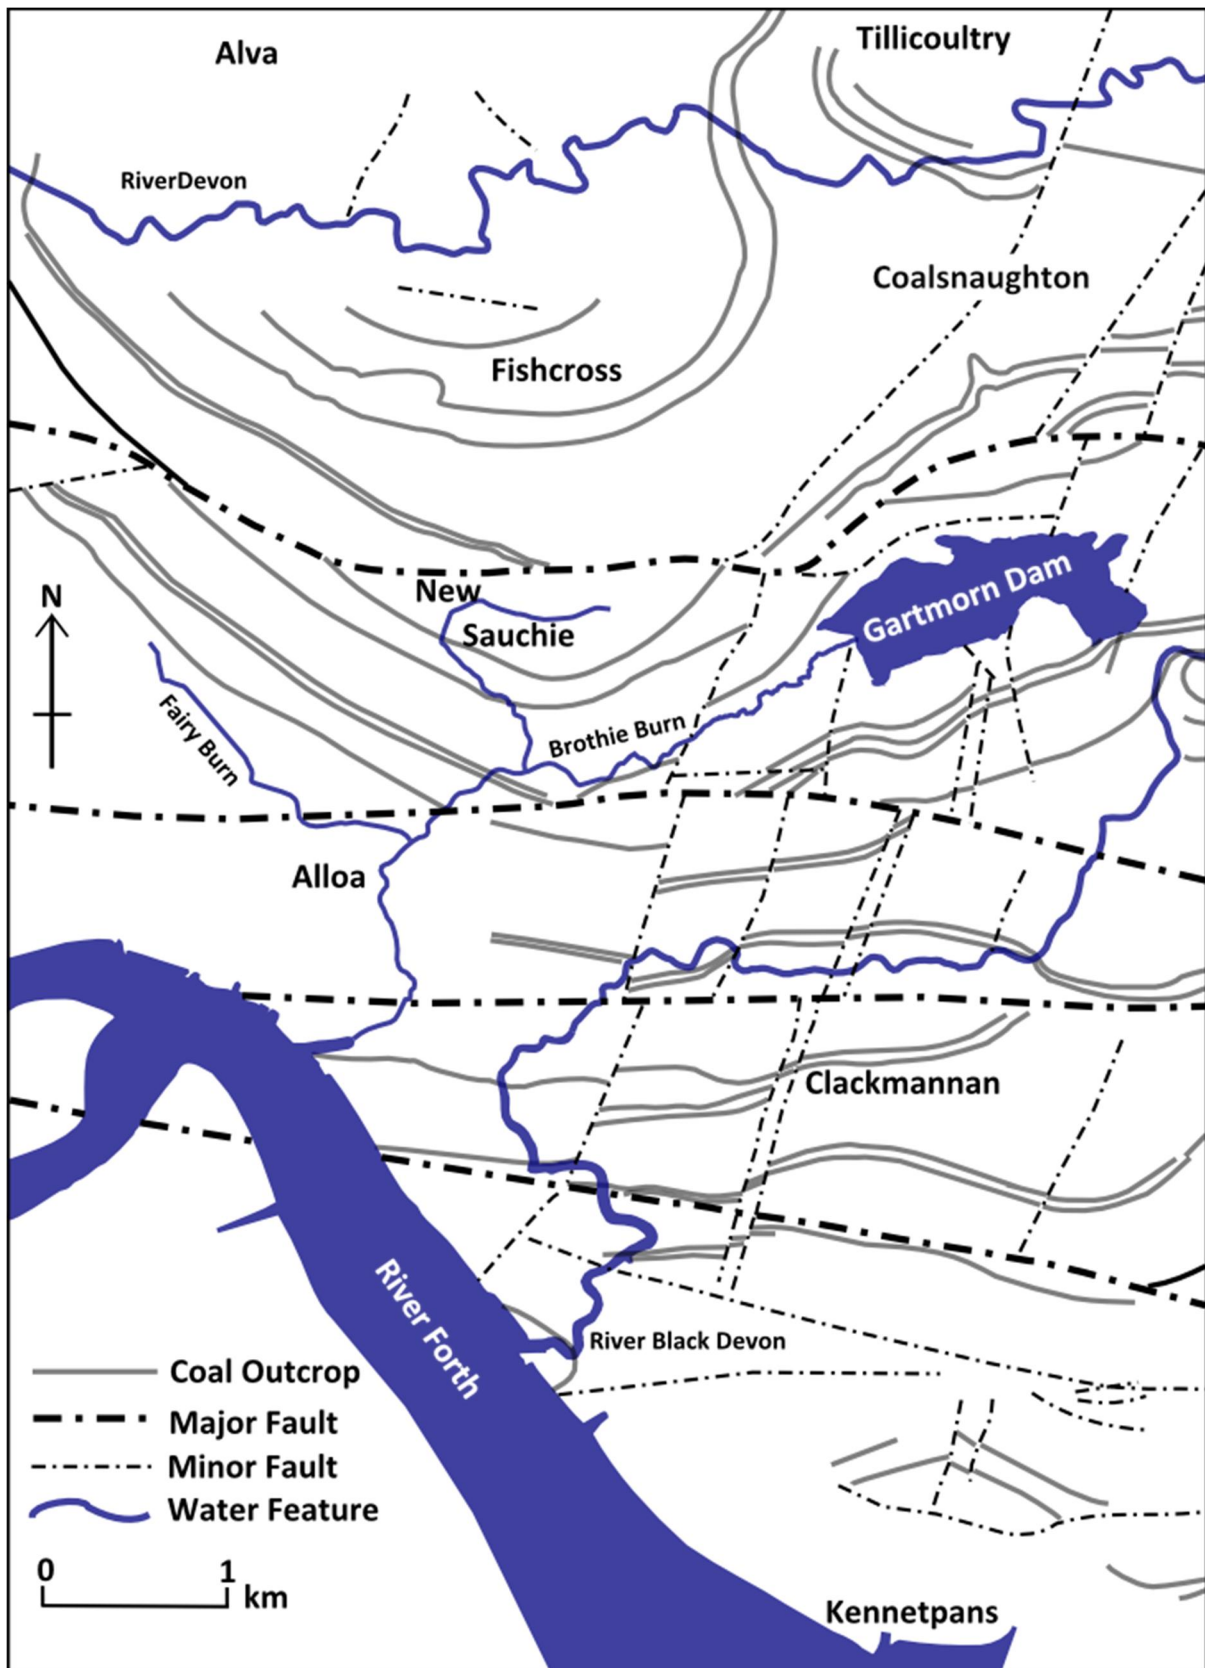 Alva
Tillicoultry
RiverDevon
Coalsnaughton
Fishcross
Gartmorn Dam
New
Sauchie
N
Fairy Burn
Brothie Burn
Alloa
Clackmannan
River Forth
River Black Devon
Coal Outcrop
Major Fault
Minor Fault
Water Feature
0 1
km
Kennetpans